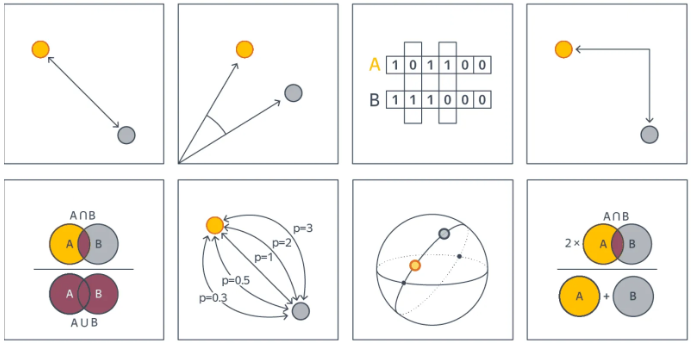 A 1 0 1 1 0 0
B 1 1 1 0 0 0
A∩B
A B
A B
A∪B
p=3
p=2
p=1
p=0.5
p=0.3
A∩B
2× A B
A + B